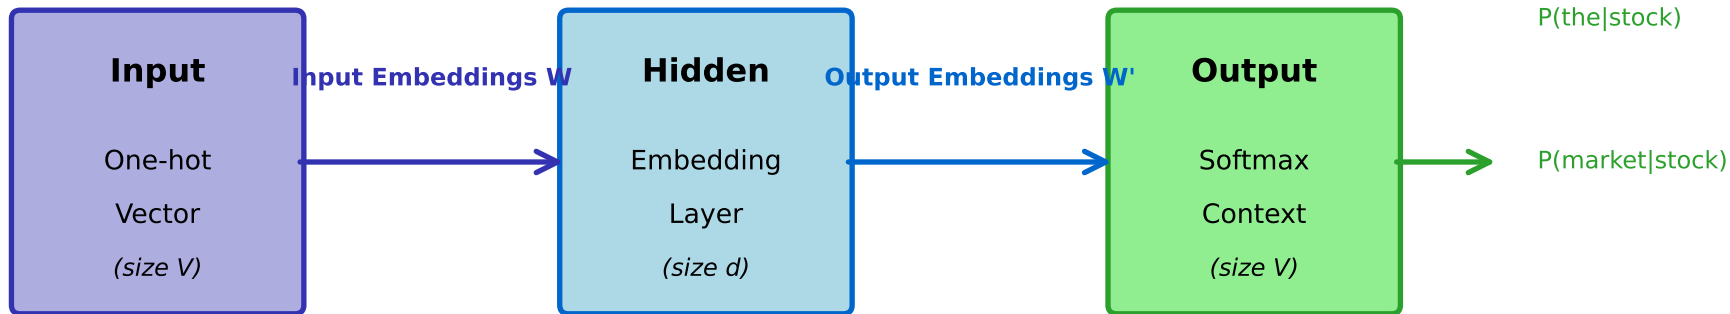 Input
One-hot
Vector
(size V)
Input Embeddings W
Hidden
Embedding
Layer
(size d)
Output Embeddings W'
Output
Softmax
Context
(size V)
P(the|stock)
P(market|stock)